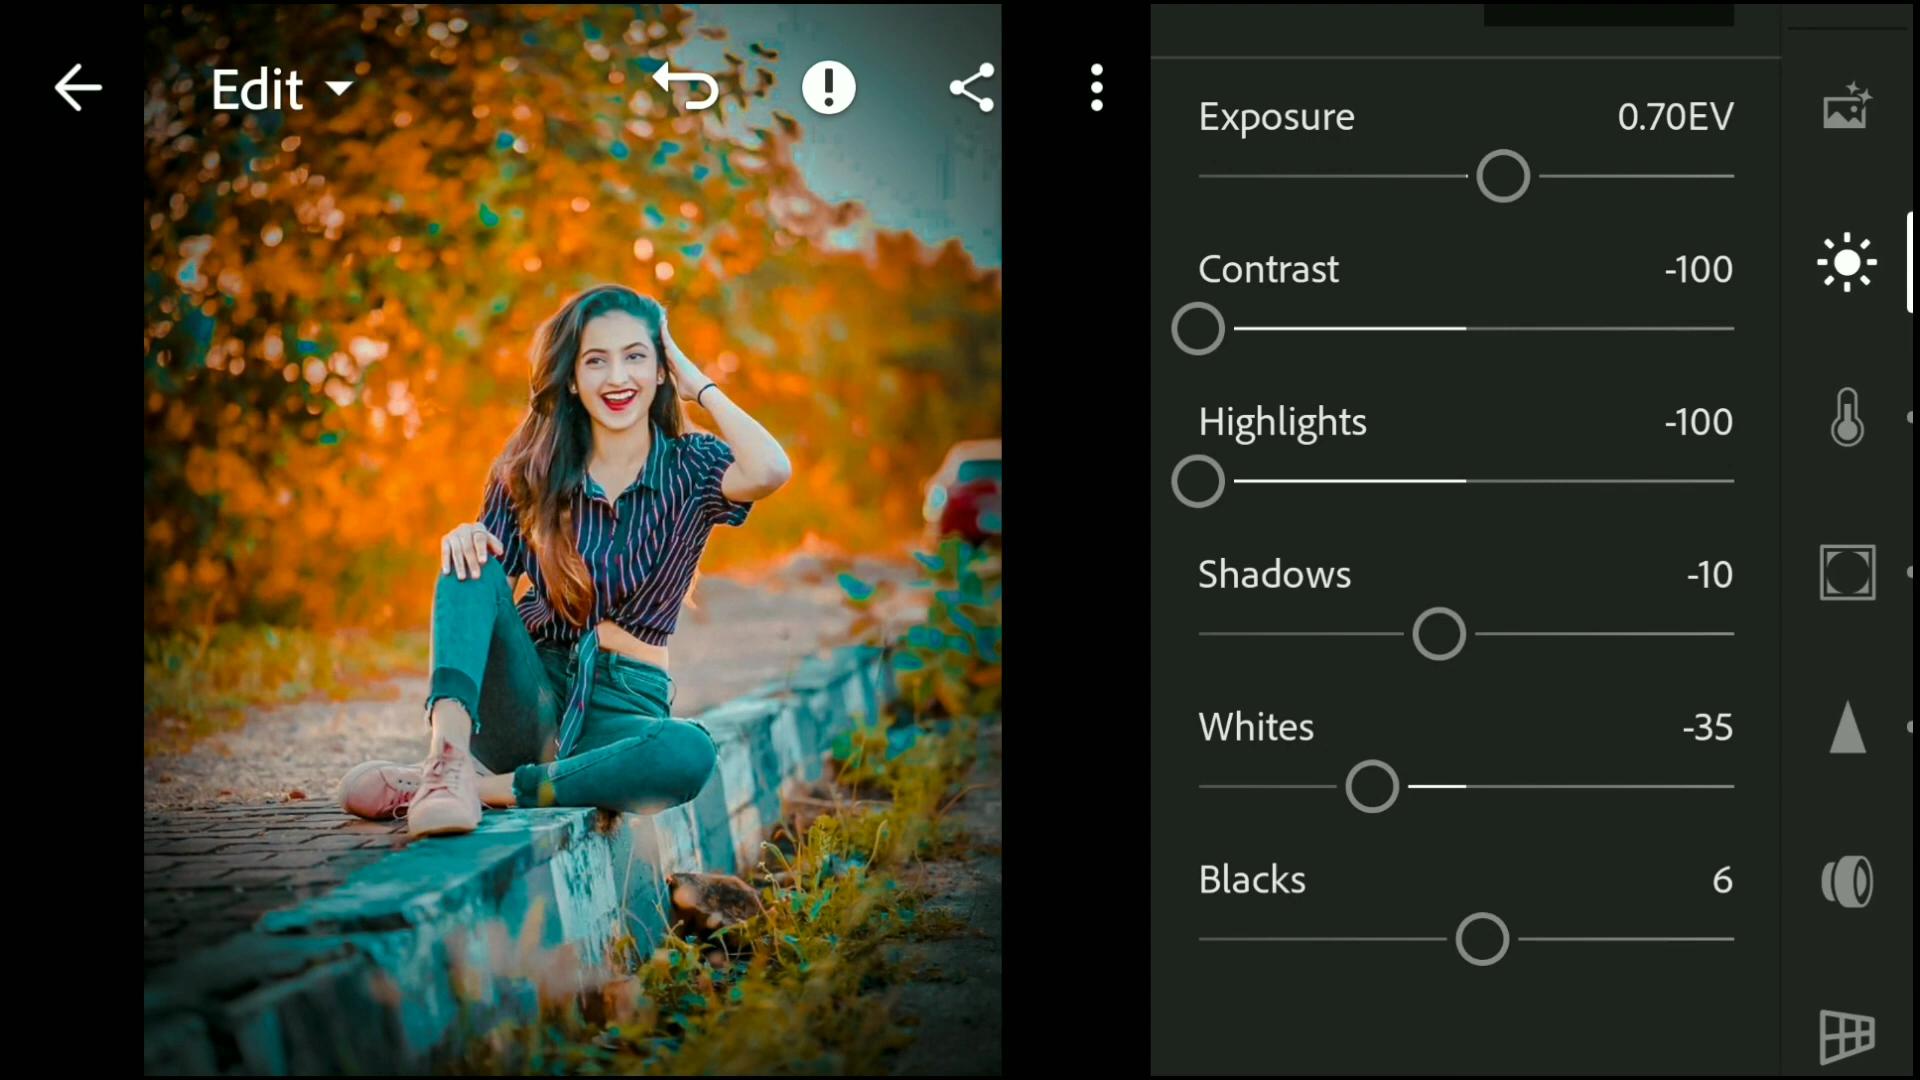 Edit
Exposure 0.70EV
Contrast -100
Highlights -100
Shadows -10
Whites -35
Blacks 6